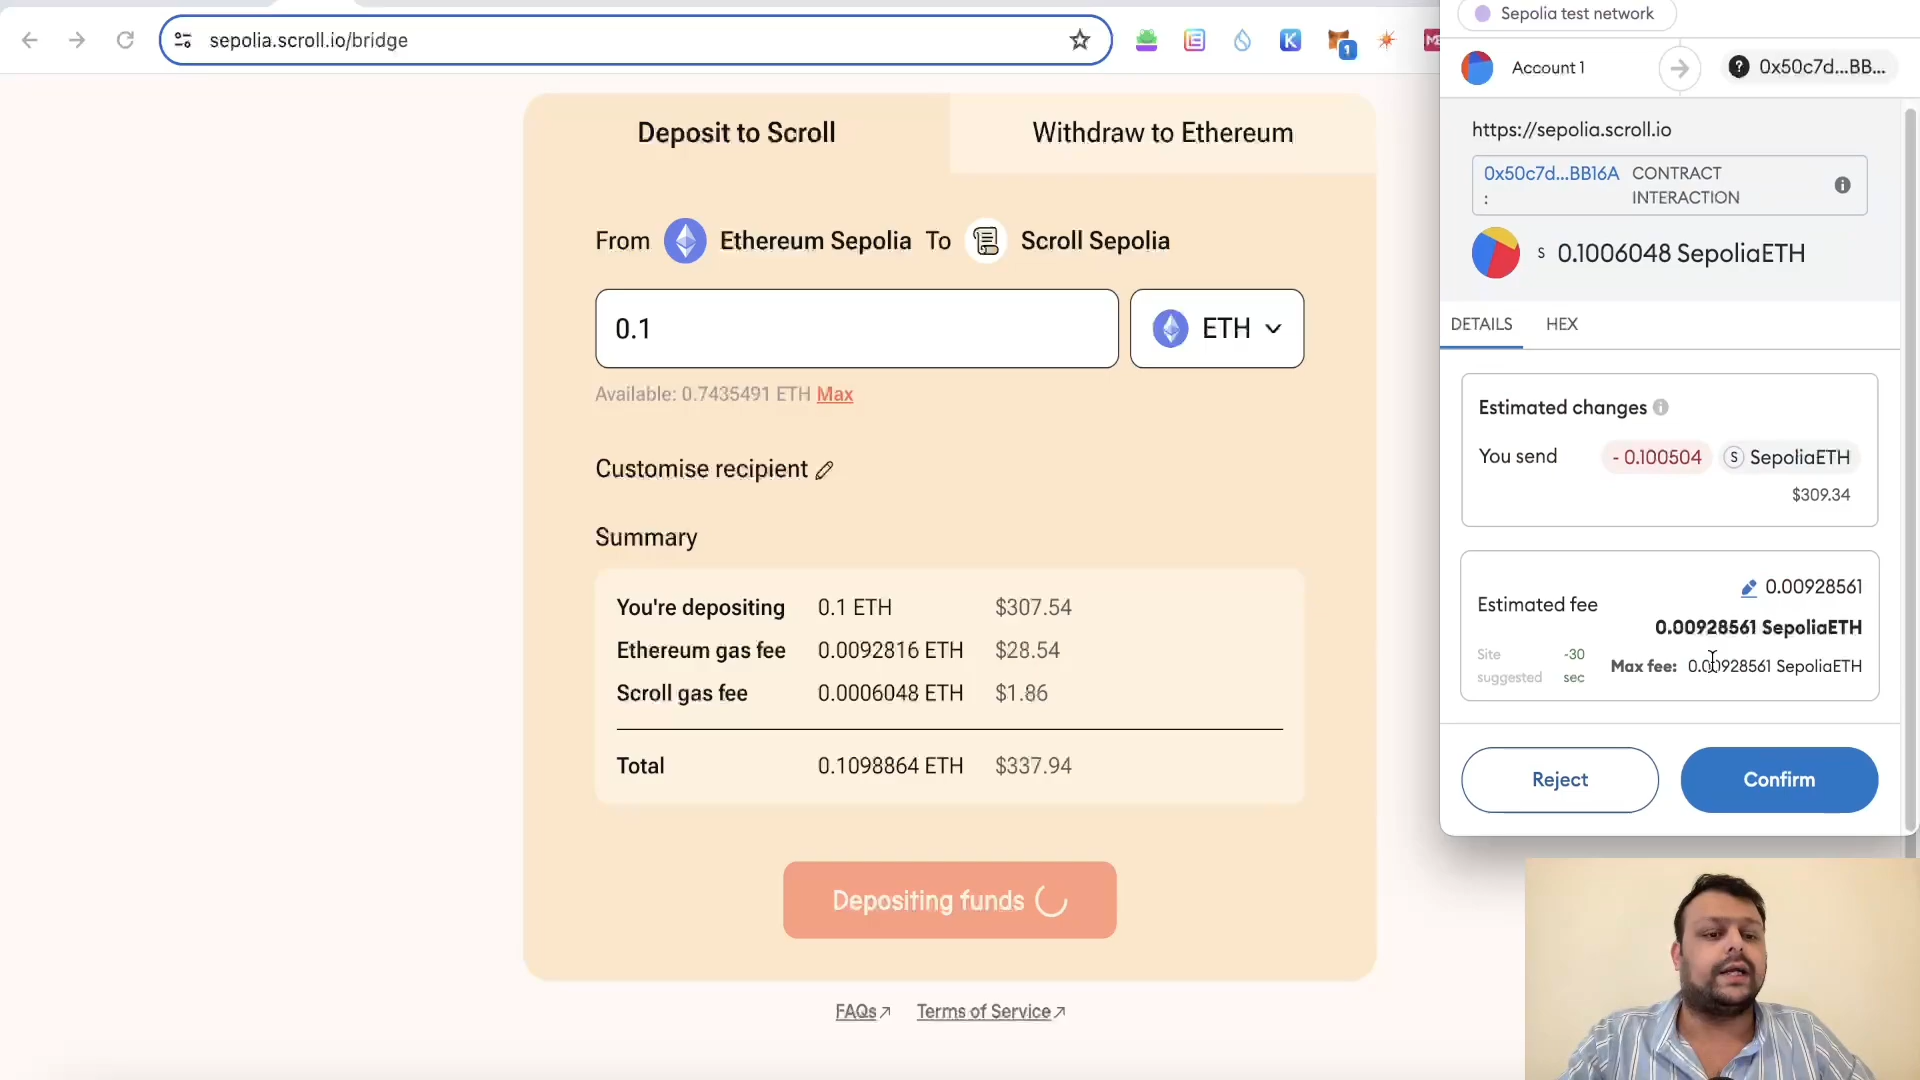 sepolia.scroll.io/bridge
1
Deposit to Scroll
Withdraw to Ethereum
From Ethereum Sepolia To Scroll Sepolia
0.1
ETH
Available: 0.7435491 ETH Max
Customise recipient
Summary
You're depositing 0.1 ETH $307.54
Ethereum gas fee 0.0092816 ETH $28.54
Scroll gas fee 0.0006048 ETH $1.86
Total 0.1098864 ETH $337.94
Depositing funds
FAQs Terms of Service
Sepolia test network
Account 1
0x50c7d...BB...
https://sepolia.scroll.io
0x50c7d...BB16A CONTRACT
: INTERACTION
S 0.1006048 SepoliaETH
DETAILS HEX
Estimated changes
You send - 0.100504 S SepoliaETH
$309.34
0.00928561
Estimated fee
0.00928561 SepoliaETH
Site ~30
suggested sec
Max fee: 0.00928561 SepoliaETH
Reject Confirm